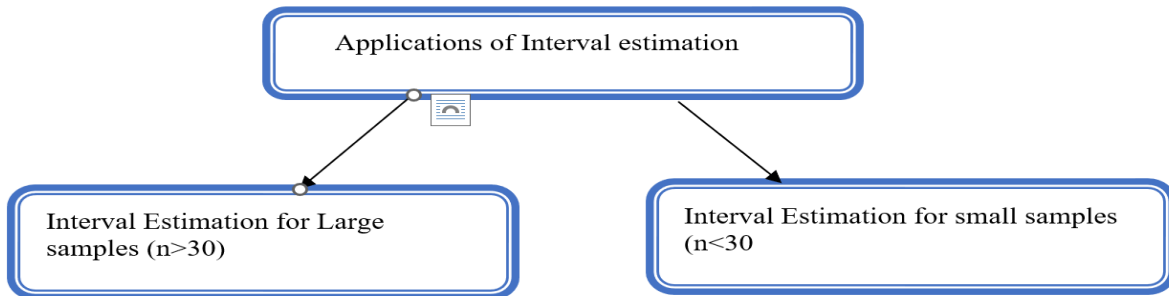 Applications of Interval estimation
Interval Estimation for Large
samples (n>30)
Interval Estimation for small samples
(n<30